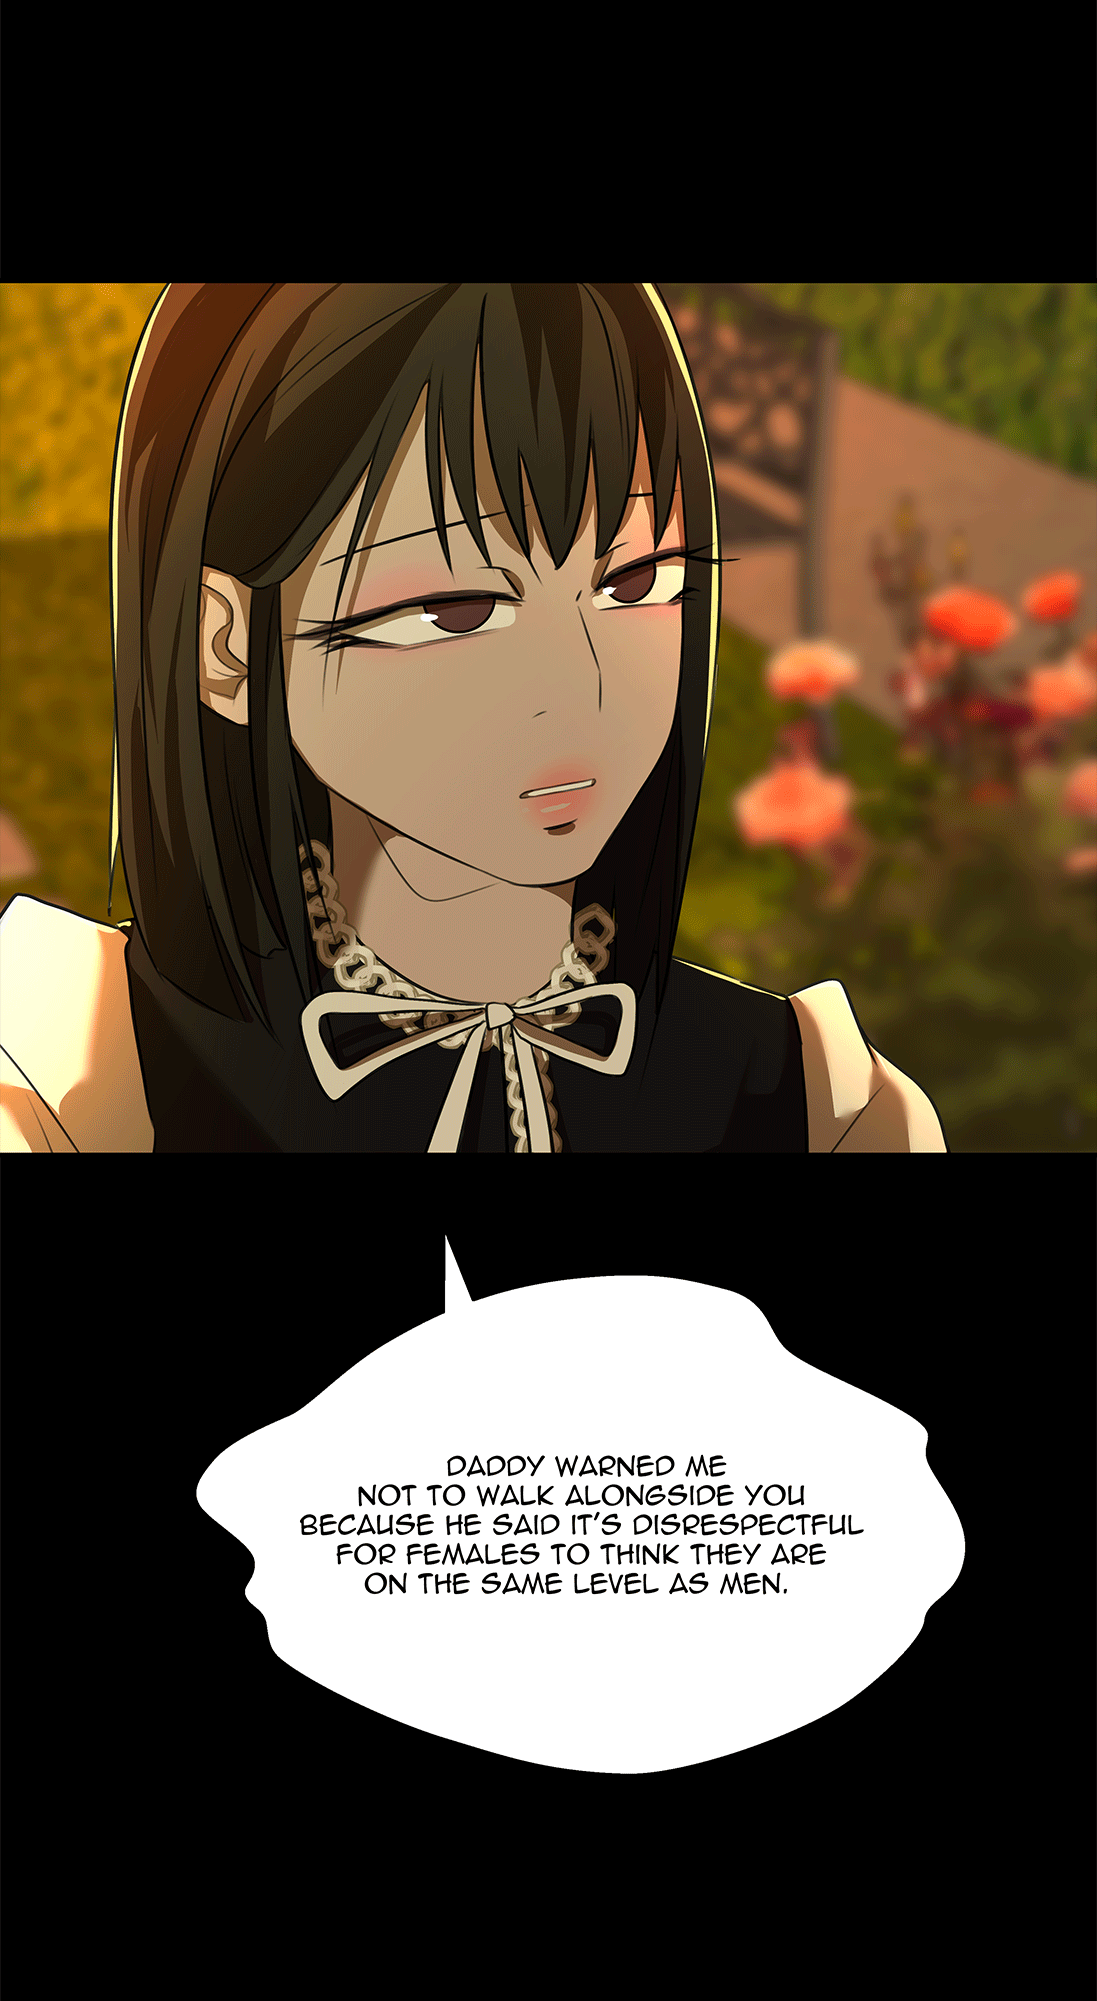 DADDY WARNED ME
NOT TO WALK ALONGSIDE YOU
BECAUSE HE SAID IT'S DISRESPECTFUL
FOR FEMALES TO THINK THEY ARE
ON THE SAME LEVEL AS MEN.